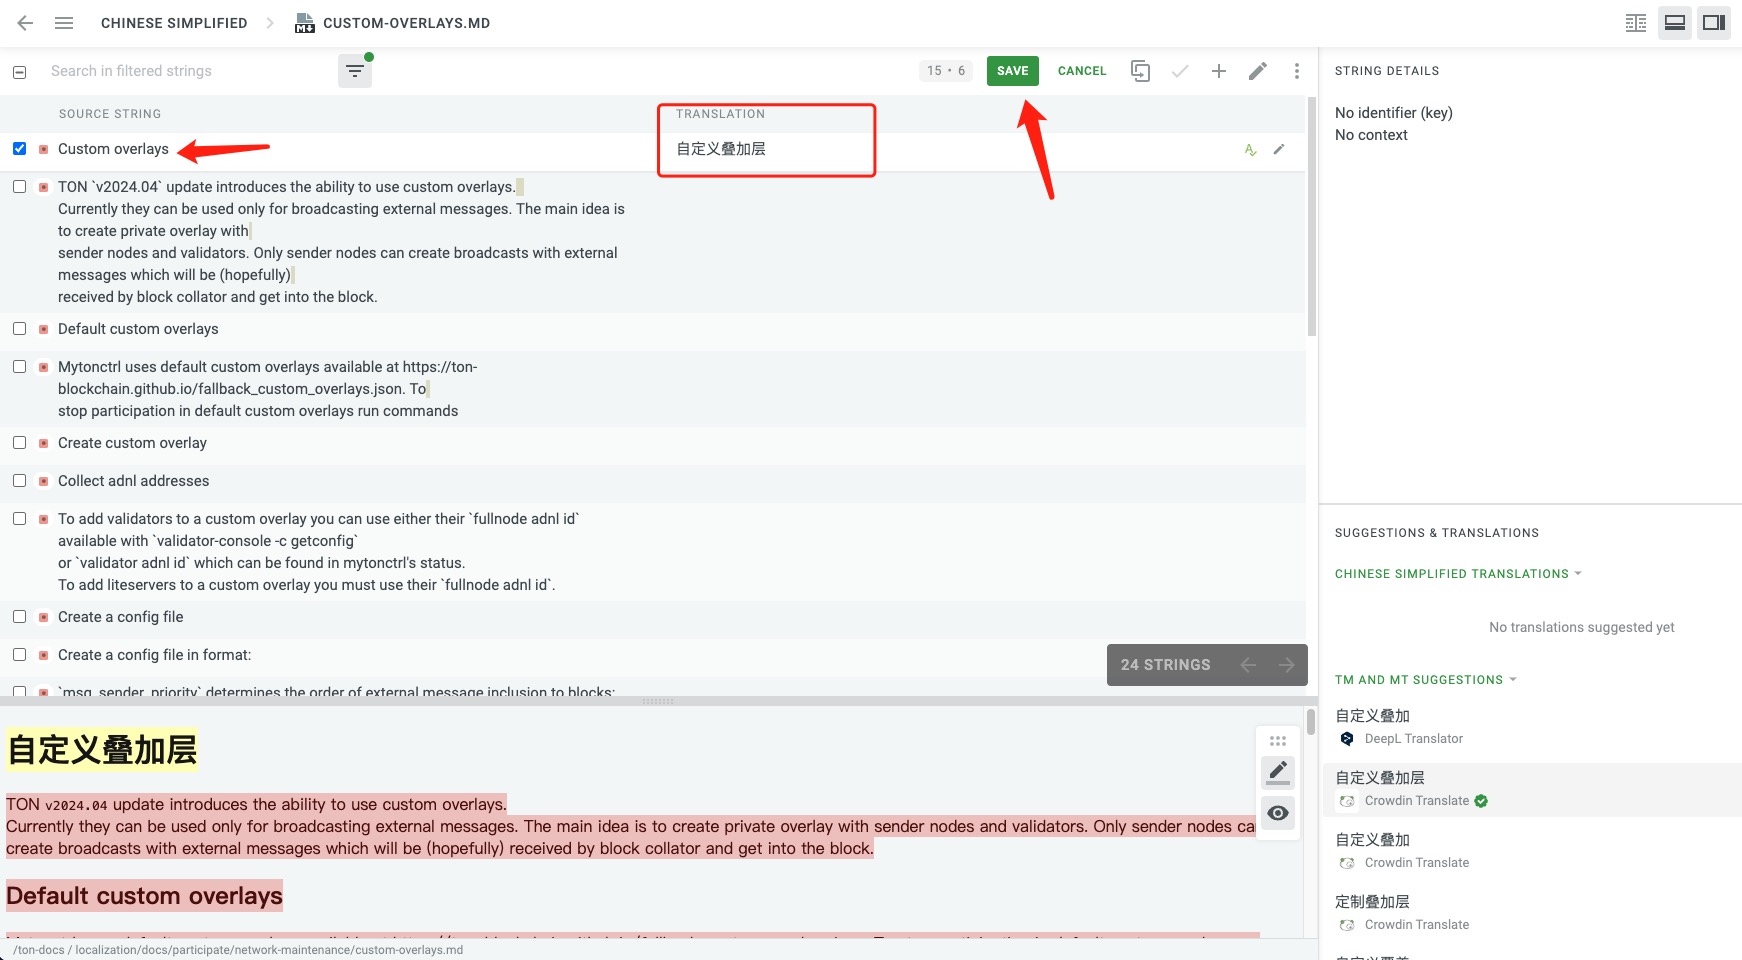 CHINESE SIMPLIFIED
CUSTOM-OVERLAYS.MD
Search in filtered strings
15 • 6
SAVE
CANCEL
SOURCE STRING
TRANSLATION
Custom overlays
自定义叠加层
TON `v2024.04` update introduces the ability to use custom overlays.
Currently they can be used only for broadcasting external messages. The main idea is
to create private overlay with
sender nodes and validators. Only sender nodes can create broadcasts with external
messages which will be (hopefully)
received by block collator and get into the block.
Default custom overlays
Mytonctrl uses default custom overlays available at https://ton-
blockchain.github.io/fallback_custom_overlays.json. To
stop participation in default custom overlays run commands
Create custom overlay
Collect adnl addresses
To add validators to a custom overlay you can use either their `fullnode adnl id`
available with `validator-console -c getconfig`
or `validator adnl id` which can be found in mytonctrl's status.
To add liteservers to a custom overlay you must use their `fullnode adnl id`.
Create a config file
Create a config file in format:
`msg_sender_priority` determines the order of external message inclusion to blocks:
24 STRINGS
自定义叠加层
TON v2024.04 update introduces the ability to use custom overlays.
Currently they can be used only for broadcasting external messages. The main idea is to create private overlay with sender nodes and validators. Only sender nodes ca
create broadcasts with external messages which will be (hopefully) received by block collator and get into the block.
Default custom overlays
/ton-docs / localization/docs/participate/network-maintenance/custom-overlays.md
STRING DETAILS
No identifier (key)
No context
SUGGESTIONS & TRANSLATIONS
CHINESE SIMPLIFIED TRANSLATIONS
No translations suggested yet
TM AND MT SUGGESTIONS
自定义叠加
DeepL Translator
自定义叠加层
Crowdin Translate
自定义叠加
Crowdin Translate
定制叠加层
Crowdin Translate